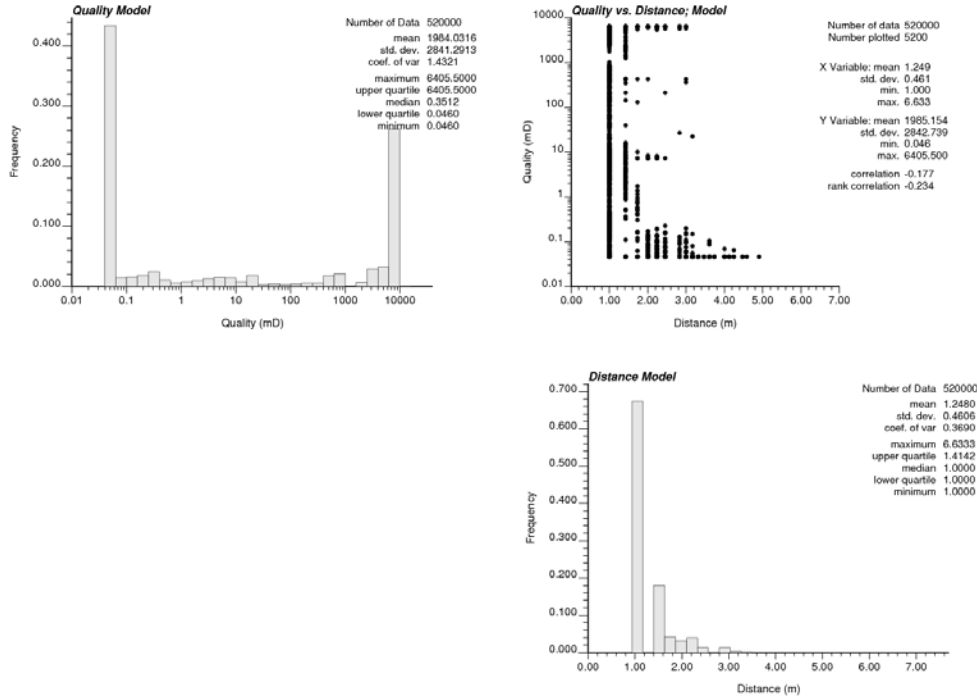 Quality Model
Number of Data 520000
mean 1984.0316
std. dev. 2841.2913
coef. of var 1.4321
maximum 6405.5000
upper quartile 6405.5000
median 0.3512
lower quartile 0.0460
minimum 0.0460
Frequency
0.400
0.300
0.200
0.100
0.000
0.01
0.1
1
10
100
1000
10000
Quality (mD)
Quality vs. Distance; Model
Number of data 520000
Number plotted 5200
X Variable: mean 1.249
std. dev. 0.461
min. 1.000
max. 6.633
Y Variable: mean 1985.154
std. dev. 2842.739
min. 0.046
max. 6405.500
correlation -0.177
rank correlation -0.234
Quality (mD)
10000
1000
100
10
1
0.1
0.01
0.00
1.00
2.00
3.00
4.00
5.00
6.00
7.00
Distance (m)
Distance Model
Number of Data 520000
mean 1.2480
std. dev. 0.4606
coef. of var 0.3690
maximum 6.6333
upper quartile 1.4142
median 1.0000
lower quartile 1.0000
minimum 1.0000
Frequency
0.700
0.600
0.500
0.400
0.300
0.200
0.100
0.000
0.00
1.00
2.00
3.00
4.00
5.00
6.00
7.00
Distance (m)